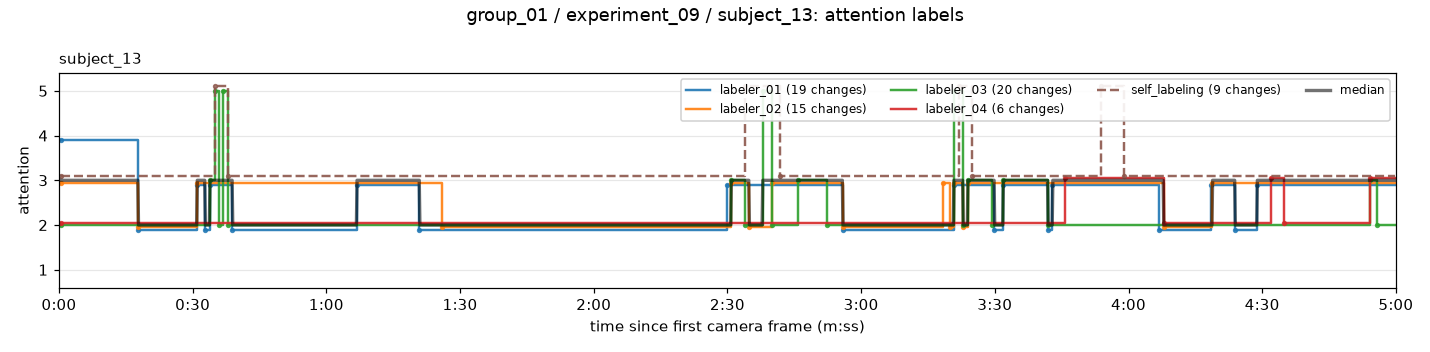 group_01 / experiment_09 / subject_13: attention labels
subject_13
labeler_01 (19 changes)
labeler_02 (15 changes)
labeler_03 (20 changes)
labeler_04 (6 changes)
self_labeling (9 changes)
median
attention
5
4
3
2
1
0:00 0:30 1:00 1:30 2:00 2:30 3:00 3:30 4:00 4:30 5:00
time since first camera frame (m:ss)